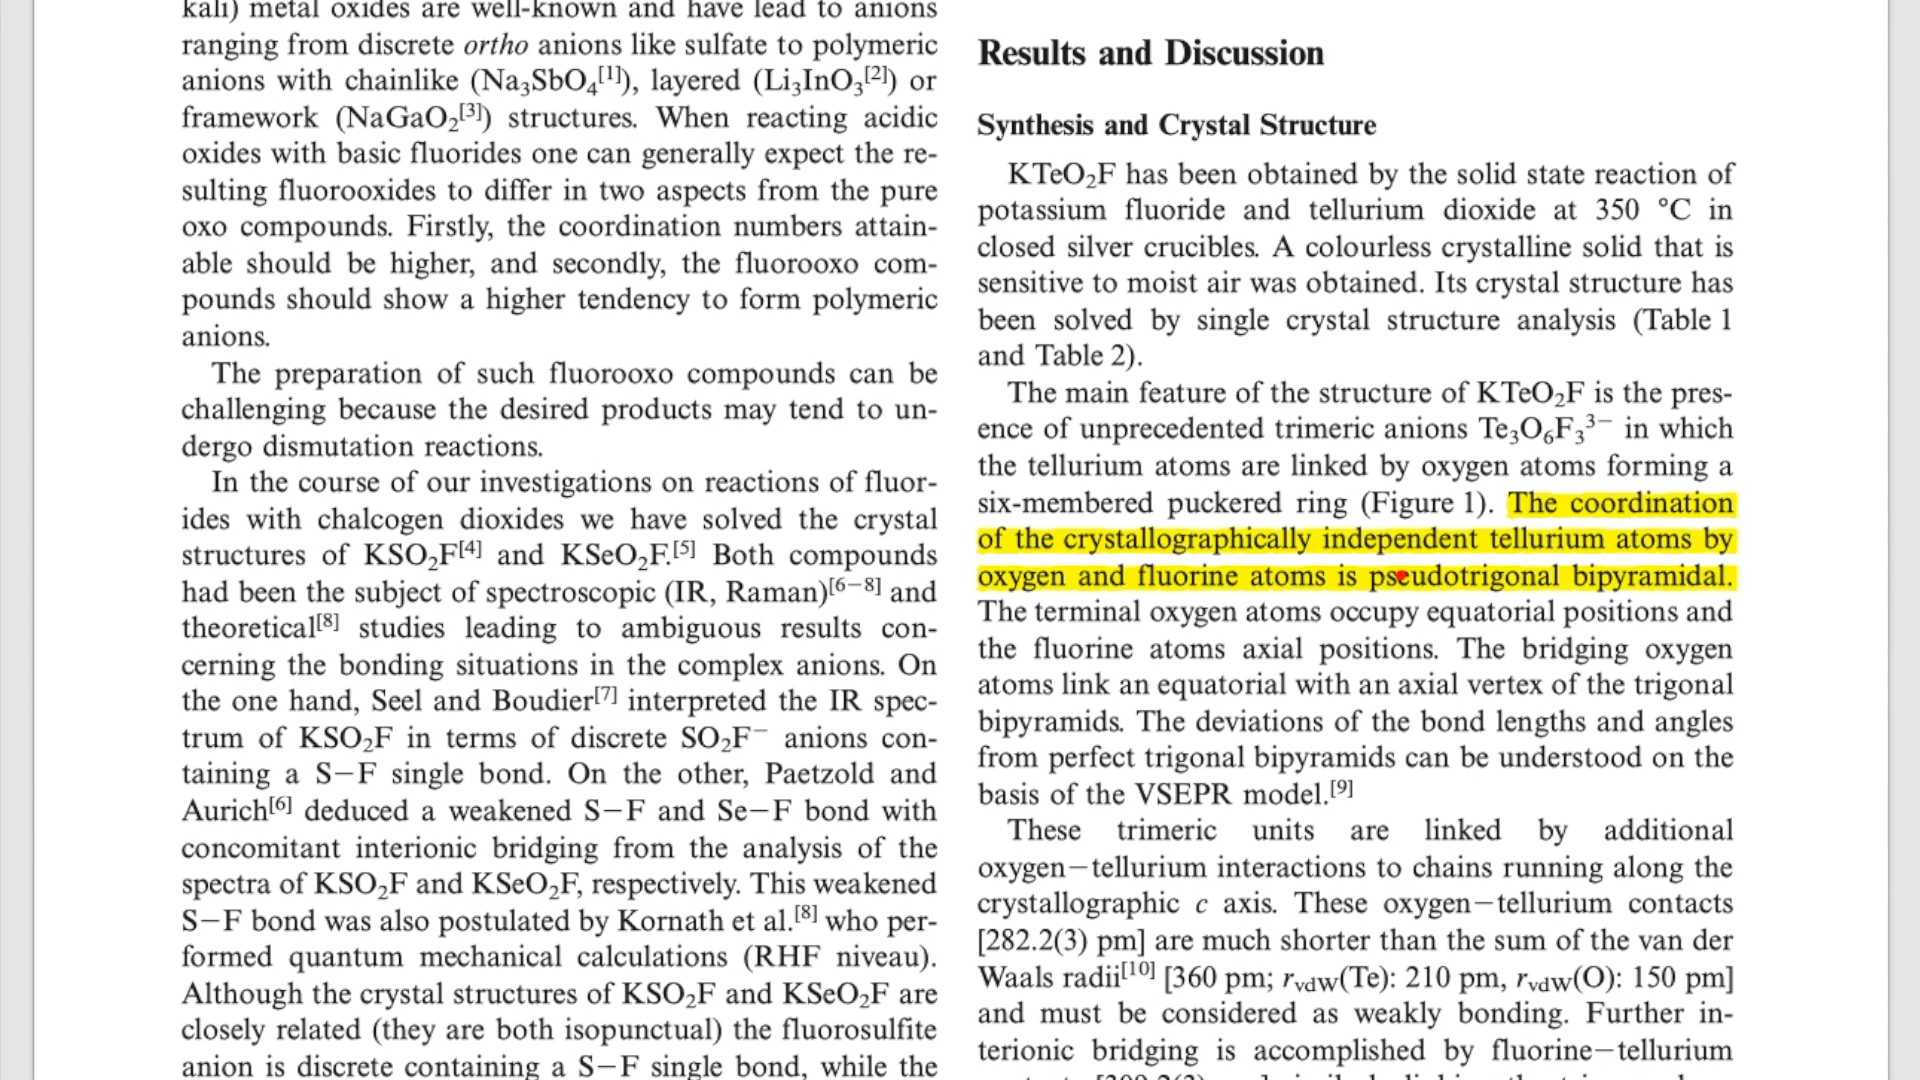 kali) metal oxides are well-known and have lead to anions
ranging from discrete ortho anions like sulfate to polymeric
anions with chainlike (Na₃SbO₄[1]), layered (Li₃InO₃[2]) or
framework (NaGaO₂[3]) structures. When reacting acidic
oxides with basic fluorides one can generally expect the re-
sulting fluorooxides to differ in two aspects from the pure
oxo compounds. Firstly, the coordination numbers attain-
able should be higher, and secondly, the fluorooxo com-
pounds should show a higher tendency to form polymeric
anions.
The preparation of such fluorooxo compounds can be
challenging because the desired products may tend to un-
dergo dismutation reactions.
In the course of our investigations on reactions of fluor-
ides with chalcogen dioxides we have solved the crystal
structures of KSO₂F[4] and KSeO₂F.[5] Both compounds
had been the subject of spectroscopic (IR, Raman)[6−8] and
theoretical[8] studies leading to ambiguous results con-
cerning the bonding situations in the complex anions. On
the one hand, Seel and Boudier[7] interpreted the IR spec-
trum of KSO₂F in terms of discrete SO₂F⁻ anions con-
taining a S−F single bond. On the other, Paetzold and
Aurich[6] deduced a weakened S−F and Se−F bond with
concomitant interionic bridging from the analysis of the
spectra of KSO₂F and KSeO₂F, respectively. This weakened
S−F bond was also postulated by Kornath et al.[8] who per-
formed quantum mechanical calculations (RHF niveau).
Although the crystal structures of KSO₂F and KSeO₂F are
closely related (they are both isopunctual) the fluorosulfite
anion is discrete containing a S−F single bond, while the
Results and Discussion
Synthesis and Crystal Structure
KTeO₂F has been obtained by the solid state reaction of
potassium fluoride and tellurium dioxide at 350 °C in
closed silver crucibles. A colourless crystalline solid that is
sensitive to moist air was obtained. Its crystal structure has
been solved by single crystal structure analysis (Table 1
and Table 2).
The main feature of the structure of KTeO₂F is the pres-
ence of unprecedented trimeric anions Te₃O₆F₃³⁻ in which
the tellurium atoms are linked by oxygen atoms forming a
six-membered puckered ring (Figure 1). The coordination
of the crystallographically independent tellurium atoms by
oxygen and fluorine atoms is pseudotrigonal bipyramidal.
The terminal oxygen atoms occupy equatorial positions and
the fluorine atoms axial positions. The bridging oxygen
atoms link an equatorial with an axial vertex of the trigonal
bipyramids. The deviations of the bond lengths and angles
from perfect trigonal bipyramids can be understood on the
basis of the VSEPR model.[9]
These trimeric units are linked by additional
oxygen−tellurium interactions to chains running along the
crystallographic c axis. These oxygen−tellurium contacts
[282.2(3) pm] are much shorter than the sum of the van der
Waals radii[10] [360 pm; rvdw(Te): 210 pm, rvdw(O): 150 pm]
and must be considered as weakly bonding. Further in-
terionic bridging is accomplished by fluorine−tellurium